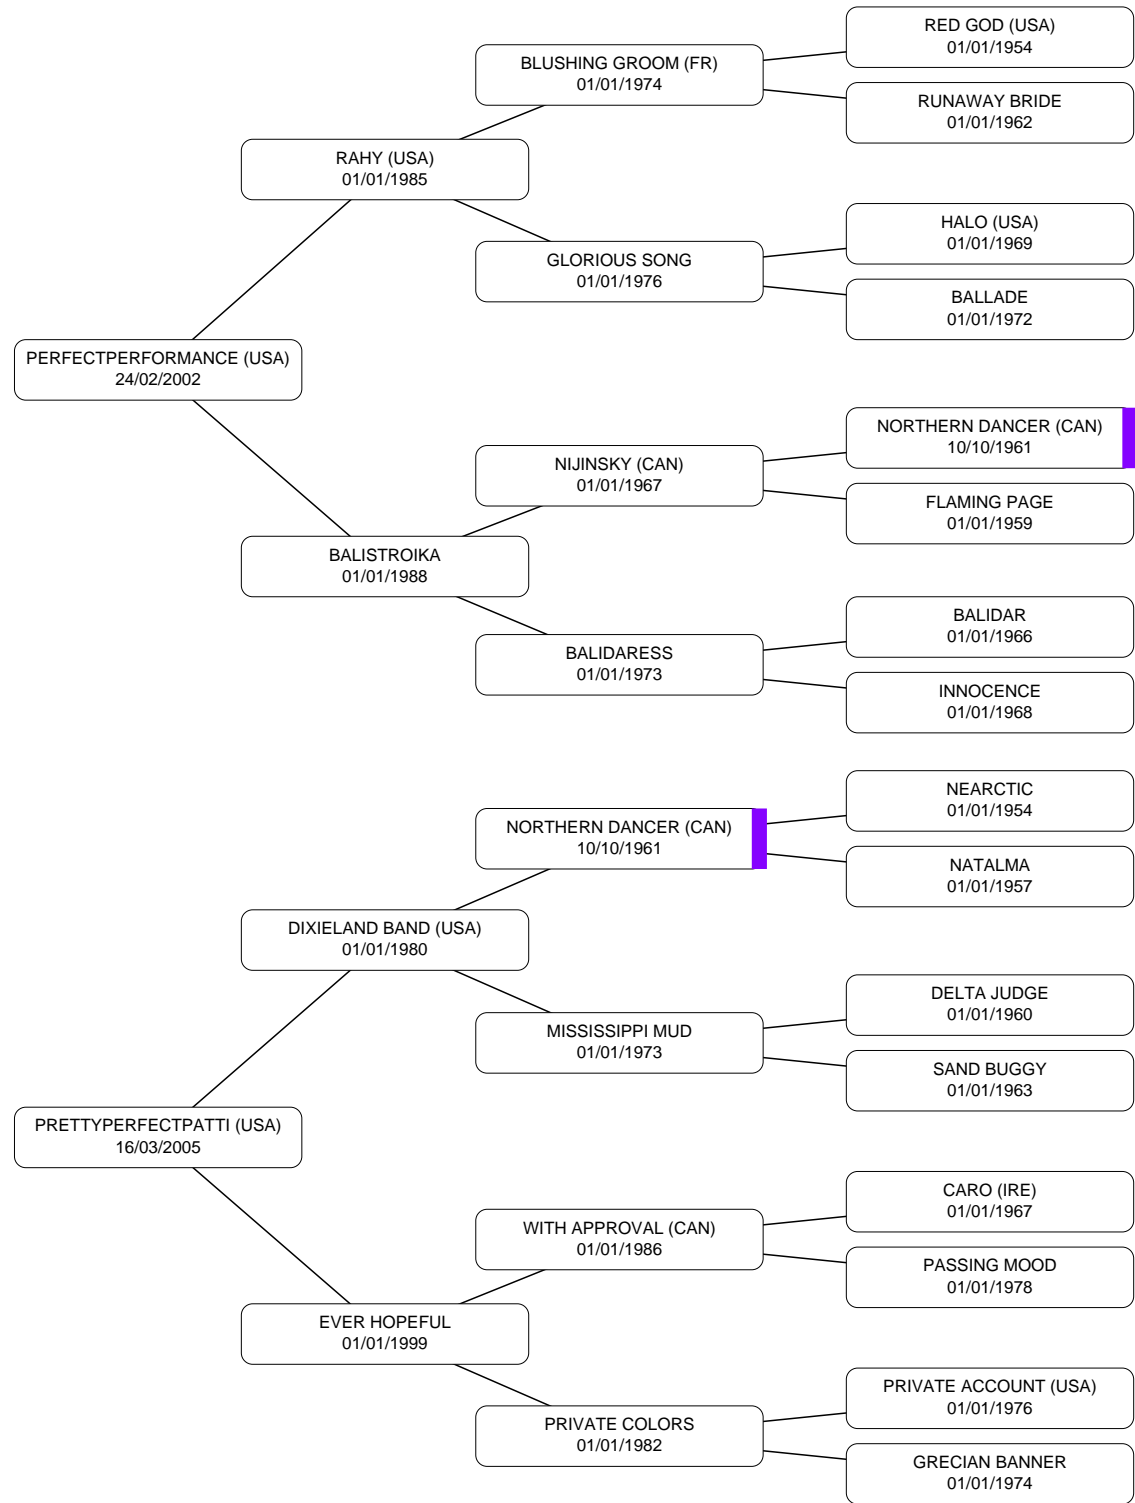 RED GOD (USA)
01/01/1954
BLUSHING GROOM (FR)
01/01/1974
RUNAWAY BRIDE
01/01/1962
RAHY (USA)
01/01/1985
HALO (USA)
01/01/1969
GLORIOUS SONG
01/01/1976
BALLADE
01/01/1972
PERFECTPERFORMANCE (USA)
24/02/2002
NORTHERN DANCER (CAN)
10/10/1961
NIJINSKY (CAN)
01/01/1967
FLAMING PAGE
01/01/1959
BALISTROIKA
01/01/1988
BALIDAR
01/01/1966
BALIDARESS
01/01/1973
INNOCENCE
01/01/1968
NEARCTIC
01/01/1954
NORTHERN DANCER (CAN)
10/10/1961
NATALMA
01/01/1957
DIXIELAND BAND (USA)
01/01/1980
DELTA JUDGE
01/01/1960
MISSISSIPPI MUD
01/01/1973
SAND BUGGY
01/01/1963
PRETTYPERFECTPATTI (USA)
16/03/2005
CARO (IRE)
01/01/1967
WITH APPROVAL (CAN)
01/01/1986
PASSING MOOD
01/01/1978
EVER HOPEFUL
01/01/1999
PRIVATE ACCOUNT (USA)
01/01/1976
PRIVATE COLORS
01/01/1982
GRECIAN BANNER
01/01/1974